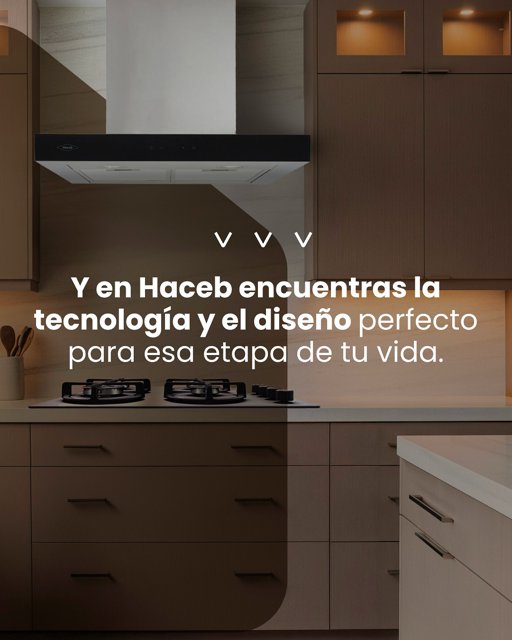 Y en Haceb encuentras la
tecnología y el diseño perfecto
para esa etapa de tu vida.